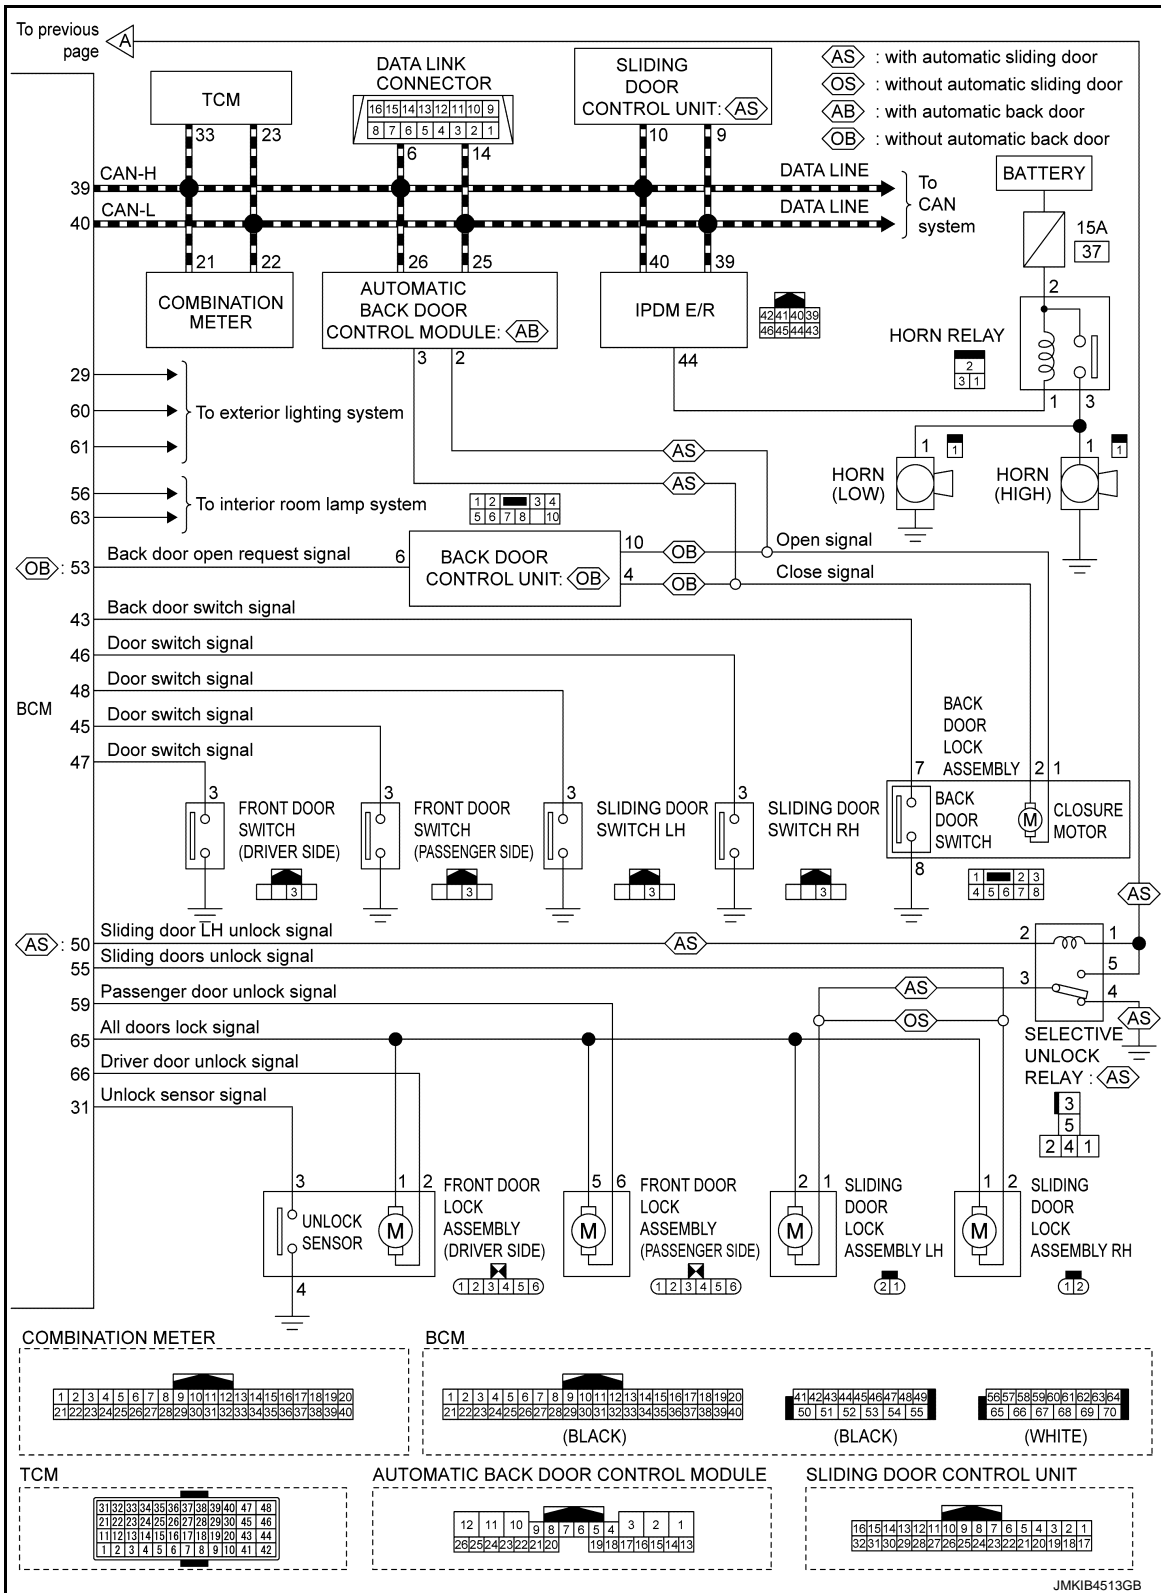 To previous page
A
AS : with automatic sliding door
OS : without automatic sliding door
AB : with automatic back door
OB : without automatic back door
TCM
33 23
DATA LINK CONNECTOR
16 15 14 13 12 11 10 9
8 7 6 5 4 3 2 1
6 14
SLIDING DOOR CONTROL UNIT: AS
10 9
39 CAN-H DATA LINE
40 CAN-L DATA LINE
To CAN system
BATTERY
15A
37
21 22
COMBINATION METER
26 25
AUTOMATIC BACK DOOR CONTROL MODULE: AB
3 2
40 39
IPDM E/R
44
42 41 40 39
46 45 44 43
2
HORN RELAY
2
3 1
1 3
29
60
61
To exterior lighting system
56
63
To interior room lamp system
AS
AS
1
HORN (LOW)
1
1
HORN (HIGH)
1
1 2 3 4
5 6 7 8 10
OB : 53 Back door open request signal 6
BACK DOOR CONTROL UNIT: OB
10 OB Open signal
4 OB Close signal
43 Back door switch signal
46 Door switch signal
48 Door switch signal
BCM
45 Door switch signal
47 Door switch signal
3
FRONT DOOR SWITCH (DRIVER SIDE)
3
3
FRONT DOOR SWITCH (PASSENGER SIDE)
3
3
SLIDING DOOR SWITCH LH
3
3
SLIDING DOOR SWITCH RH
3
BACK DOOR LOCK ASSEMBLY
7 2 1
BACK DOOR SWITCH
M
CLOSURE MOTOR
8
1 2 3
4 5 6 7 8
AS
AS : 50 Sliding door LH unlock signal AS
55 Sliding doors unlock signal
59 Passenger door unlock signal
65 All doors lock signal
66 Driver door unlock signal
31 Unlock sensor signal
2 1
5
3
4
AS
OS
AS
SELECTIVE UNLOCK RELAY : AS
3
5
2 4 1
3 1 2
UNLOCK SENSOR
M
4
FRONT DOOR LOCK ASSEMBLY (DRIVER SIDE)
1 2 3 4 5 6
5 6
M
FRONT DOOR LOCK ASSEMBLY (PASSENGER SIDE)
1 2 3 4 5 6
2 1
M
SLIDING DOOR LOCK ASSEMBLY LH
2 1
1 2
M
SLIDING DOOR LOCK ASSEMBLY RH
1 2
COMBINATION METER
1 2 3 4 5 6 7 8 9 10 11 12 13 14 15 16 17 18 19 20
21 22 23 24 25 26 27 28 29 30 31 32 33 34 35 36 37 38 39 40
BCM
1 2 3 4 5 6 7 8 9 10 11 12 13 14 15 16 17 18 19 20
21 22 23 24 25 26 27 28 29 30 31 32 33 34 35 36 37 38 39 40
(BLACK)
41 42 43 44 45 46 47 48 49
50 51 52 53 54 55
(BLACK)
56 57 58 59 60 61 62 63 64
65 66 67 68 69 70
(WHITE)
TCM
31 32 33 34 35 36 37 38 39 40 47 48
21 22 23 24 25 26 27 28 29 30 45 46
11 12 13 14 15 16 17 18 19 20 43 44
1 2 3 4 5 6 7 8 9 10 41 42
AUTOMATIC BACK DOOR CONTROL MODULE
12 11 10 9 8 7 6 5 4 3 2 1
26 25 24 23 22 21 20 19 18 17 16 15 14 13
SLIDING DOOR CONTROL UNIT
16 15 14 13 12 11 10 9 8 7 6 5 4 3 2 1
32 31 30 29 28 27 26 25 24 23 22 21 20 19 18 17
JMKIB4513GB